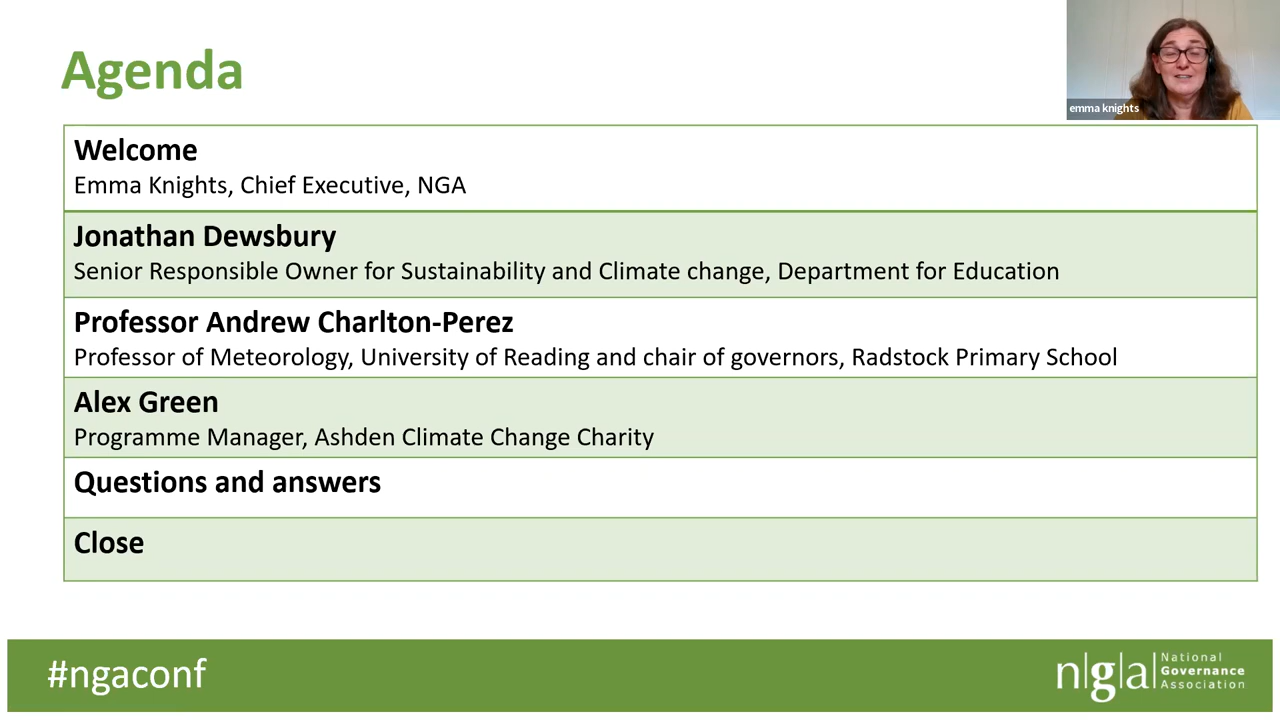 Agenda
emma knights
Welcome
Emma Knights, Chief Executive, NGA
Jonathan Dewsbury
Senior Responsible Owner for Sustainability and Climate change, Department for Education
Professor Andrew Charlton-Perez
Professor of Meteorology, University of Reading and chair of governors, Radstock Primary School
Alex Green
Programme Manager, Ashden Climate Change Charity
Questions and answers
Close
#ngaconf
n|g|a
National
Governance
Association